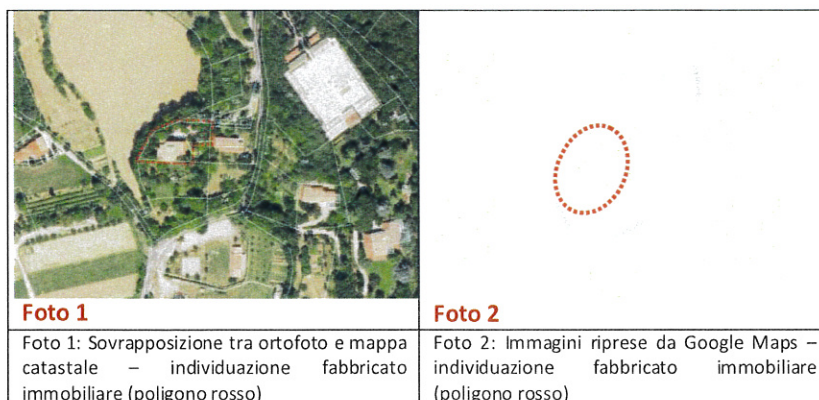 Foto 1
Foto 2
Foto 1: Sovrapposizione tra ortofoto e mappa
catastale – individuazione fabbricato
immobiliare (poligono rosso)
Foto 2: Immagini riprese da Google Maps –
individuazione fabbricato immobiliare
(poligono rosso)